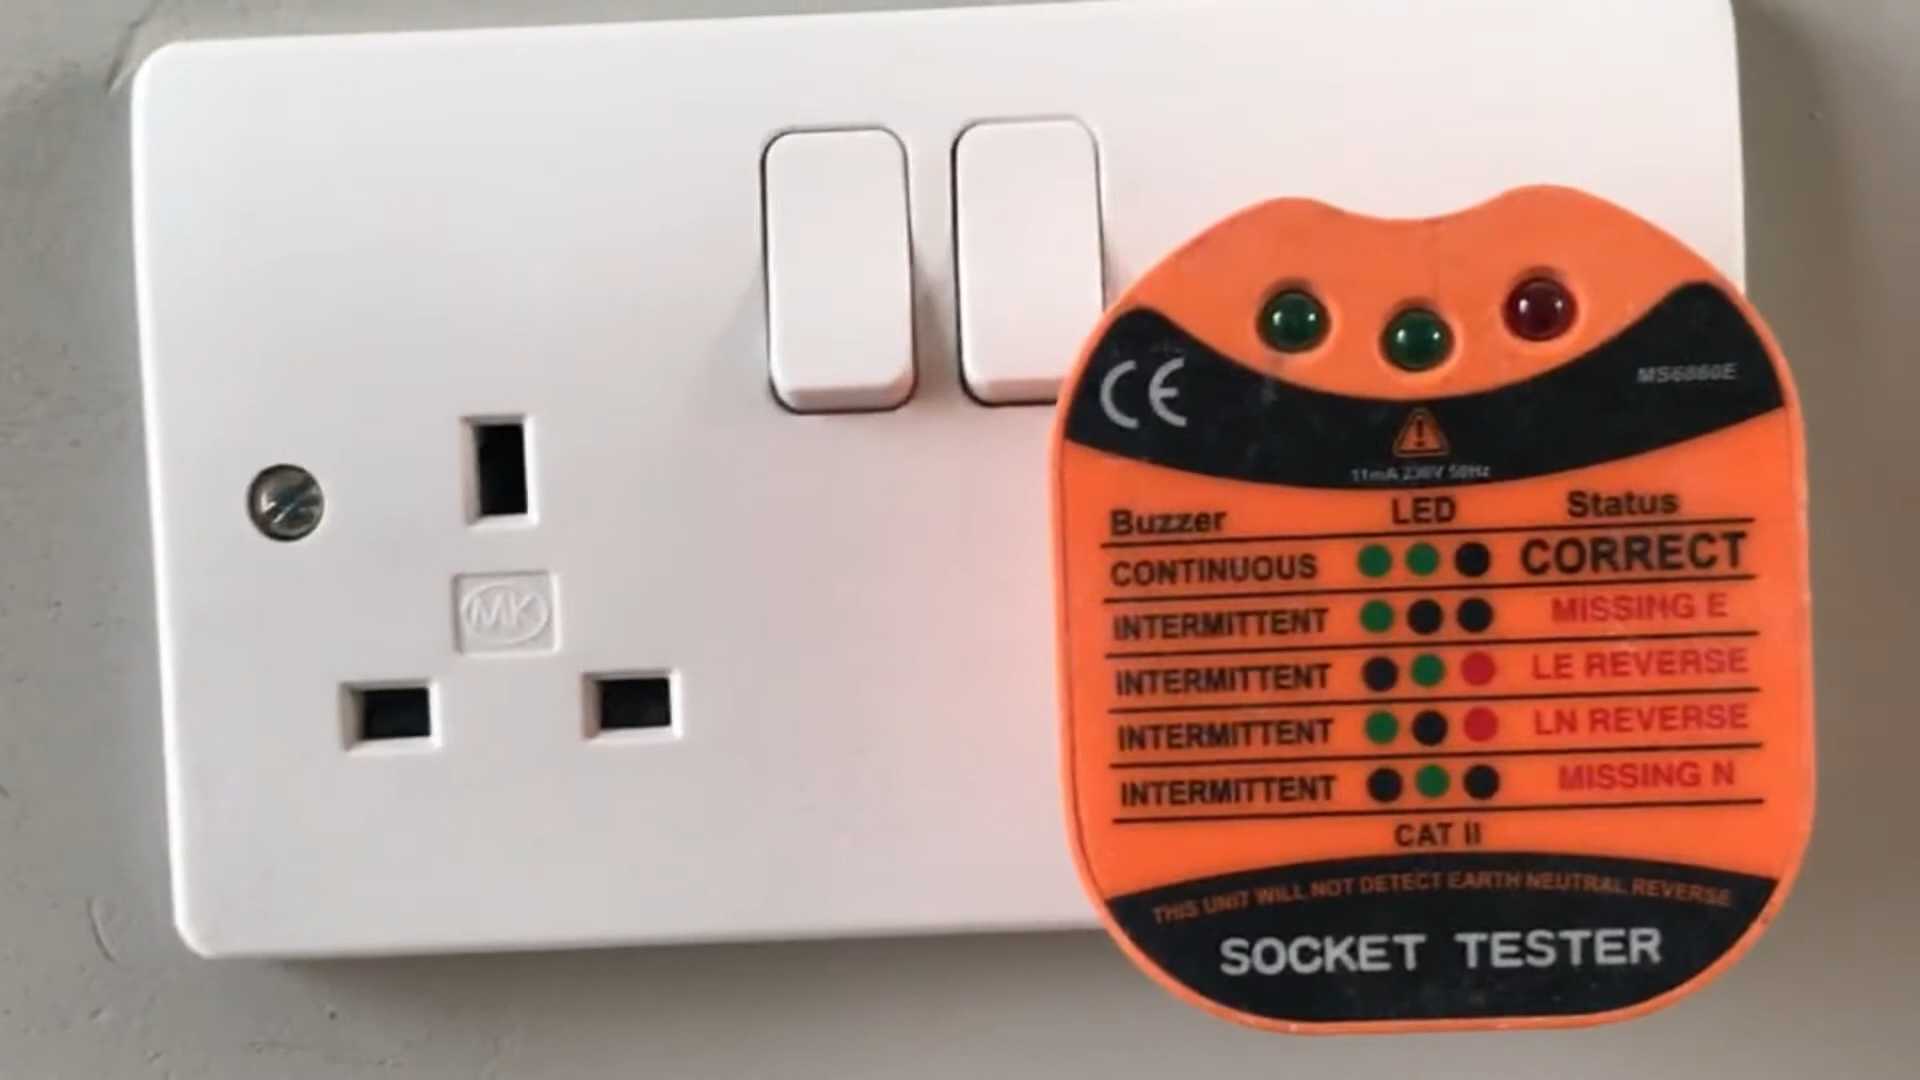 MK
CE
MS6860E
11mA 230V 50Hz
Buzzer LED Status
CONTINUOUS CORRECT
INTERMITTENT MISSING E
INTERMITTENT LE REVERSE
INTERMITTENT LN REVERSE
INTERMITTENT MISSING N
CAT II
THIS UNIT WILL NOT DETECT EARTH NEUTRAL REVERSE
SOCKET TESTER